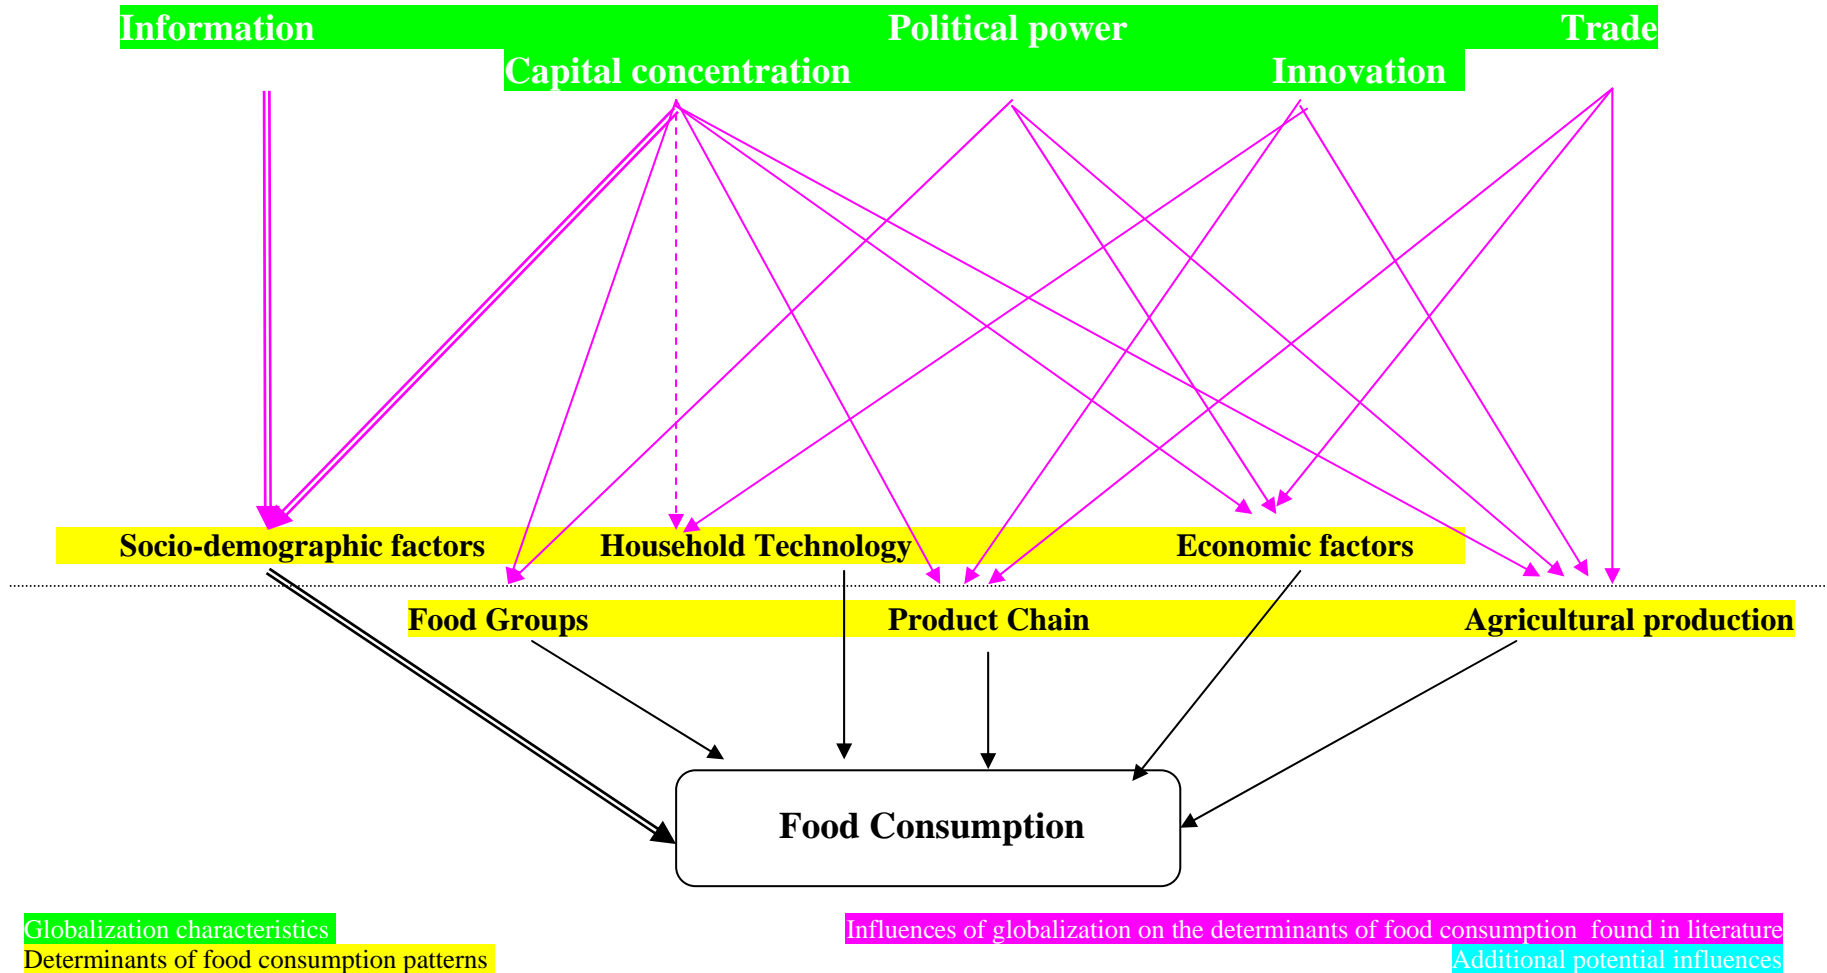 Information Political power Trade
Capital concentration Innovation
Socio-demographic factors Household Technology Economic factors
Food Groups Product Chain Agricultural production
Food Consumption
Globalization characteristics Influences of globalization on the determinants of food consumption found in literature
Determinants of food consumption patterns Additional potential influences